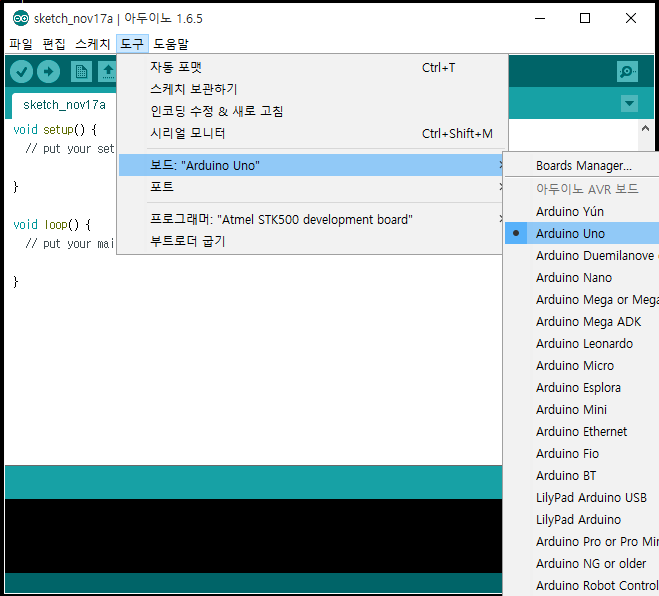 sketch_nov17a | 아두이노 1.6.5
파일 편집 스케치 도구 도움말
sketch_nov17a
void setup() {
// put your set
}
void loop() {
// put your mai
}
자동 포맷 Ctrl+T
스케치 보관하기
인코딩 수정 & 새로 고침
시리얼 모니터 Ctrl+Shift+M
보드: "Arduino Uno"
포트
프로그래머: "Atmel STK500 development board"
부트로더 굽기
Boards Manager...
아두이노 AVR 보드
Arduino Yún
Arduino Uno
Arduino Duemilanove
Arduino Nano
Arduino Mega or Mega
Arduino Mega ADK
Arduino Leonardo
Arduino Micro
Arduino Esplora
Arduino Mini
Arduino Ethernet
Arduino Fio
Arduino BT
LilyPad Arduino USB
LilyPad Arduino
Arduino Pro or Pro Min
Arduino NG or older
Arduino Robot Control